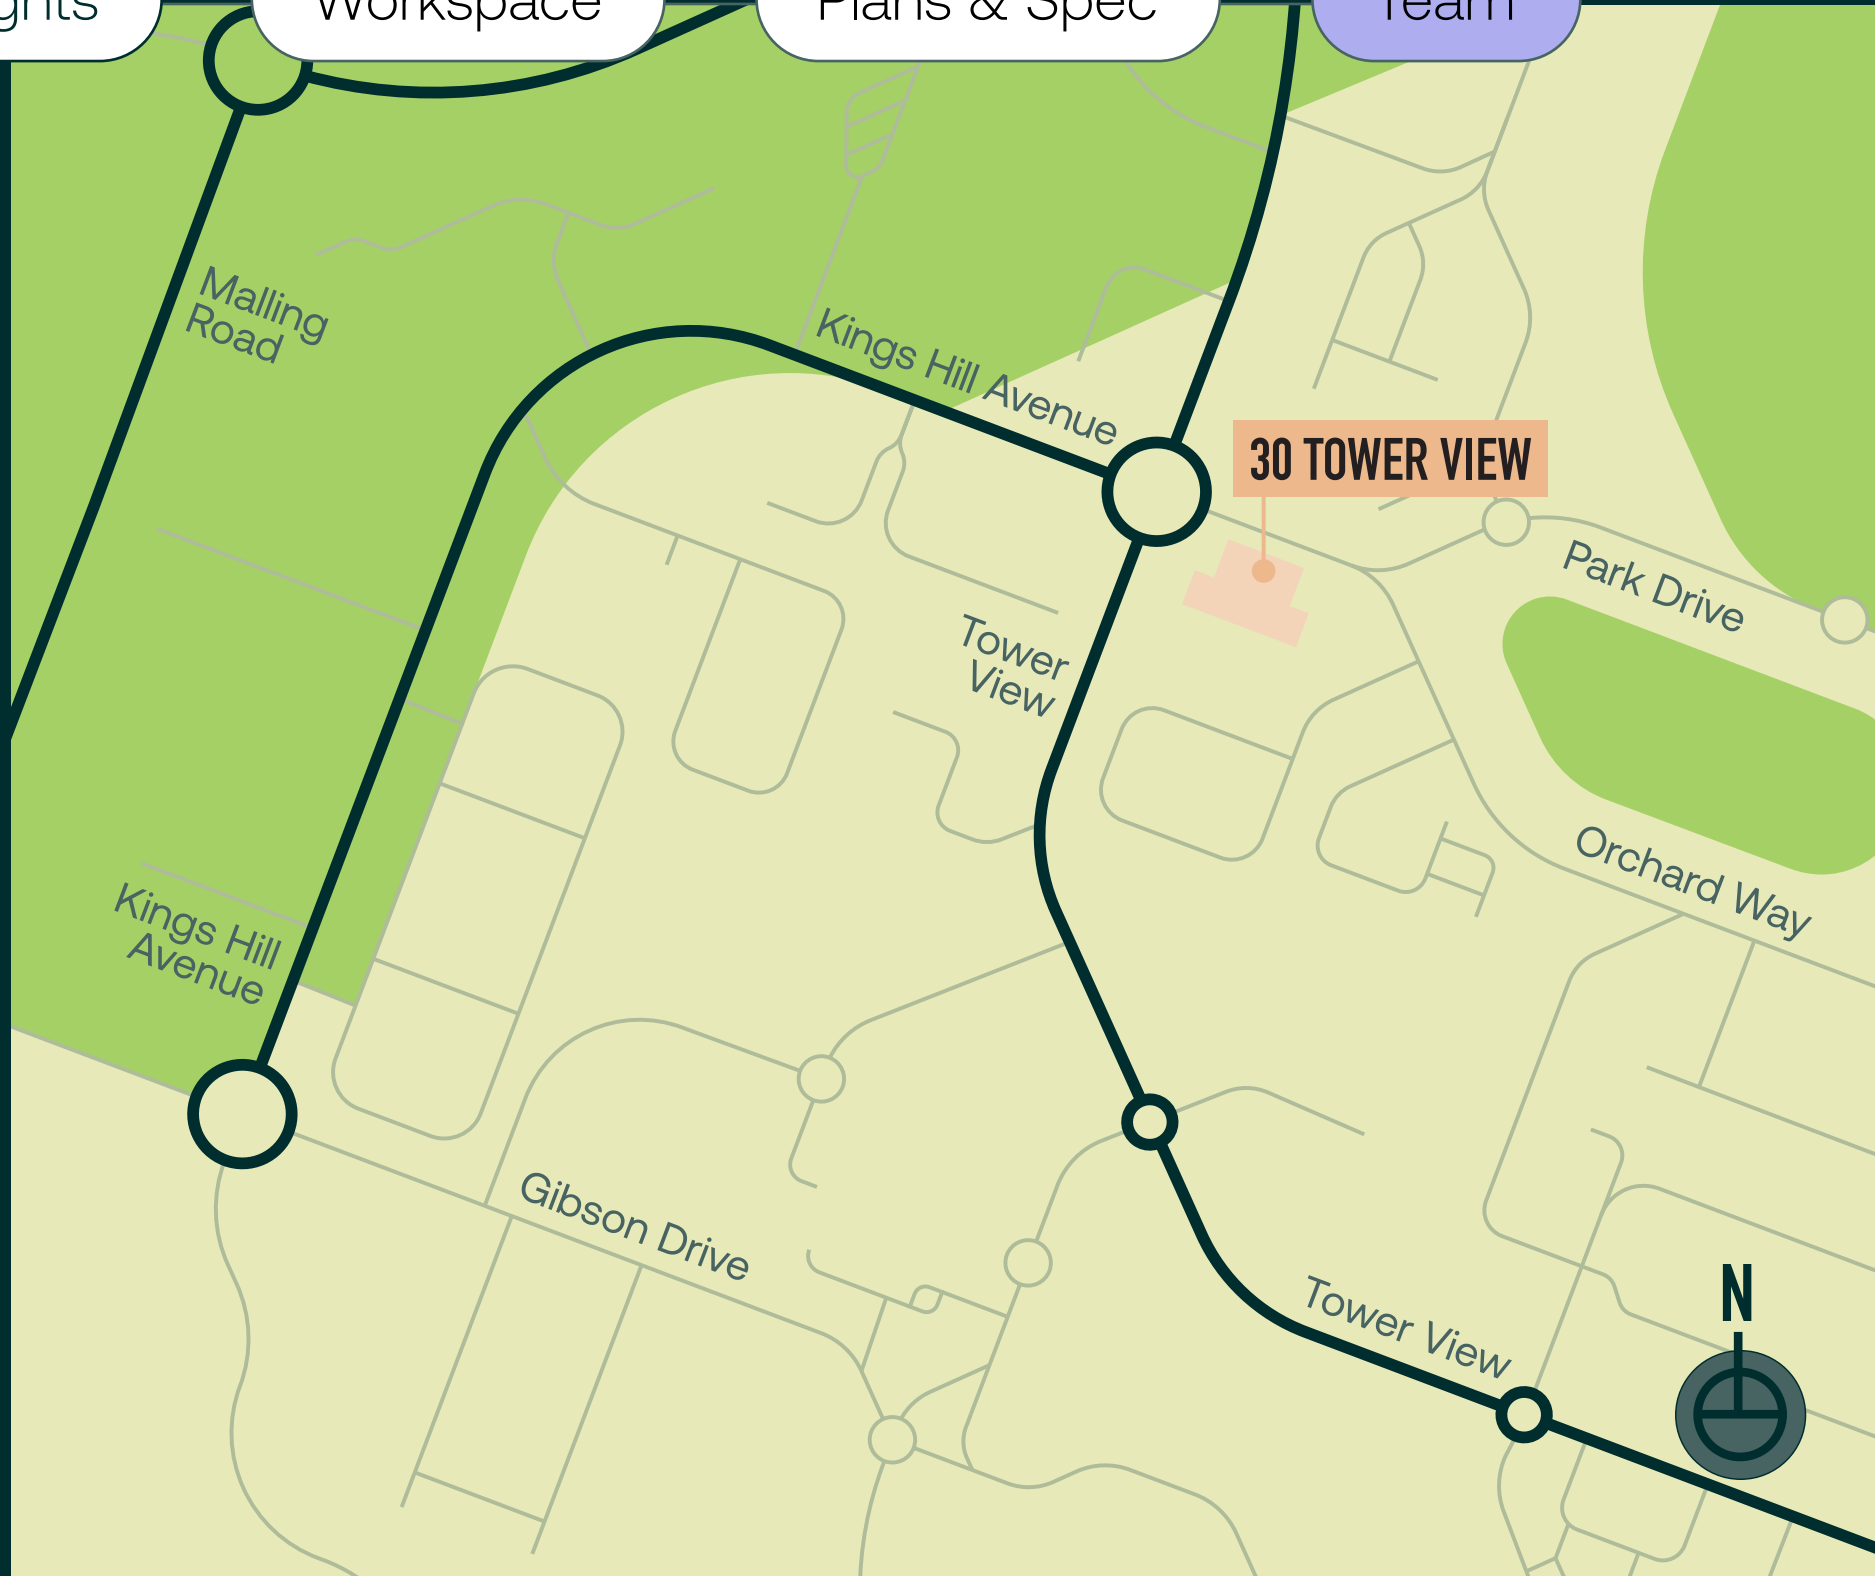 Workspace
Plans & Spec
Team
Malling
Road
Kings Hill Avenue
30 TOWER VIEW
Park Drive
Tower
View
Orchard Way
Kings Hill
Avenue
Gibson Drive
N
Tower View